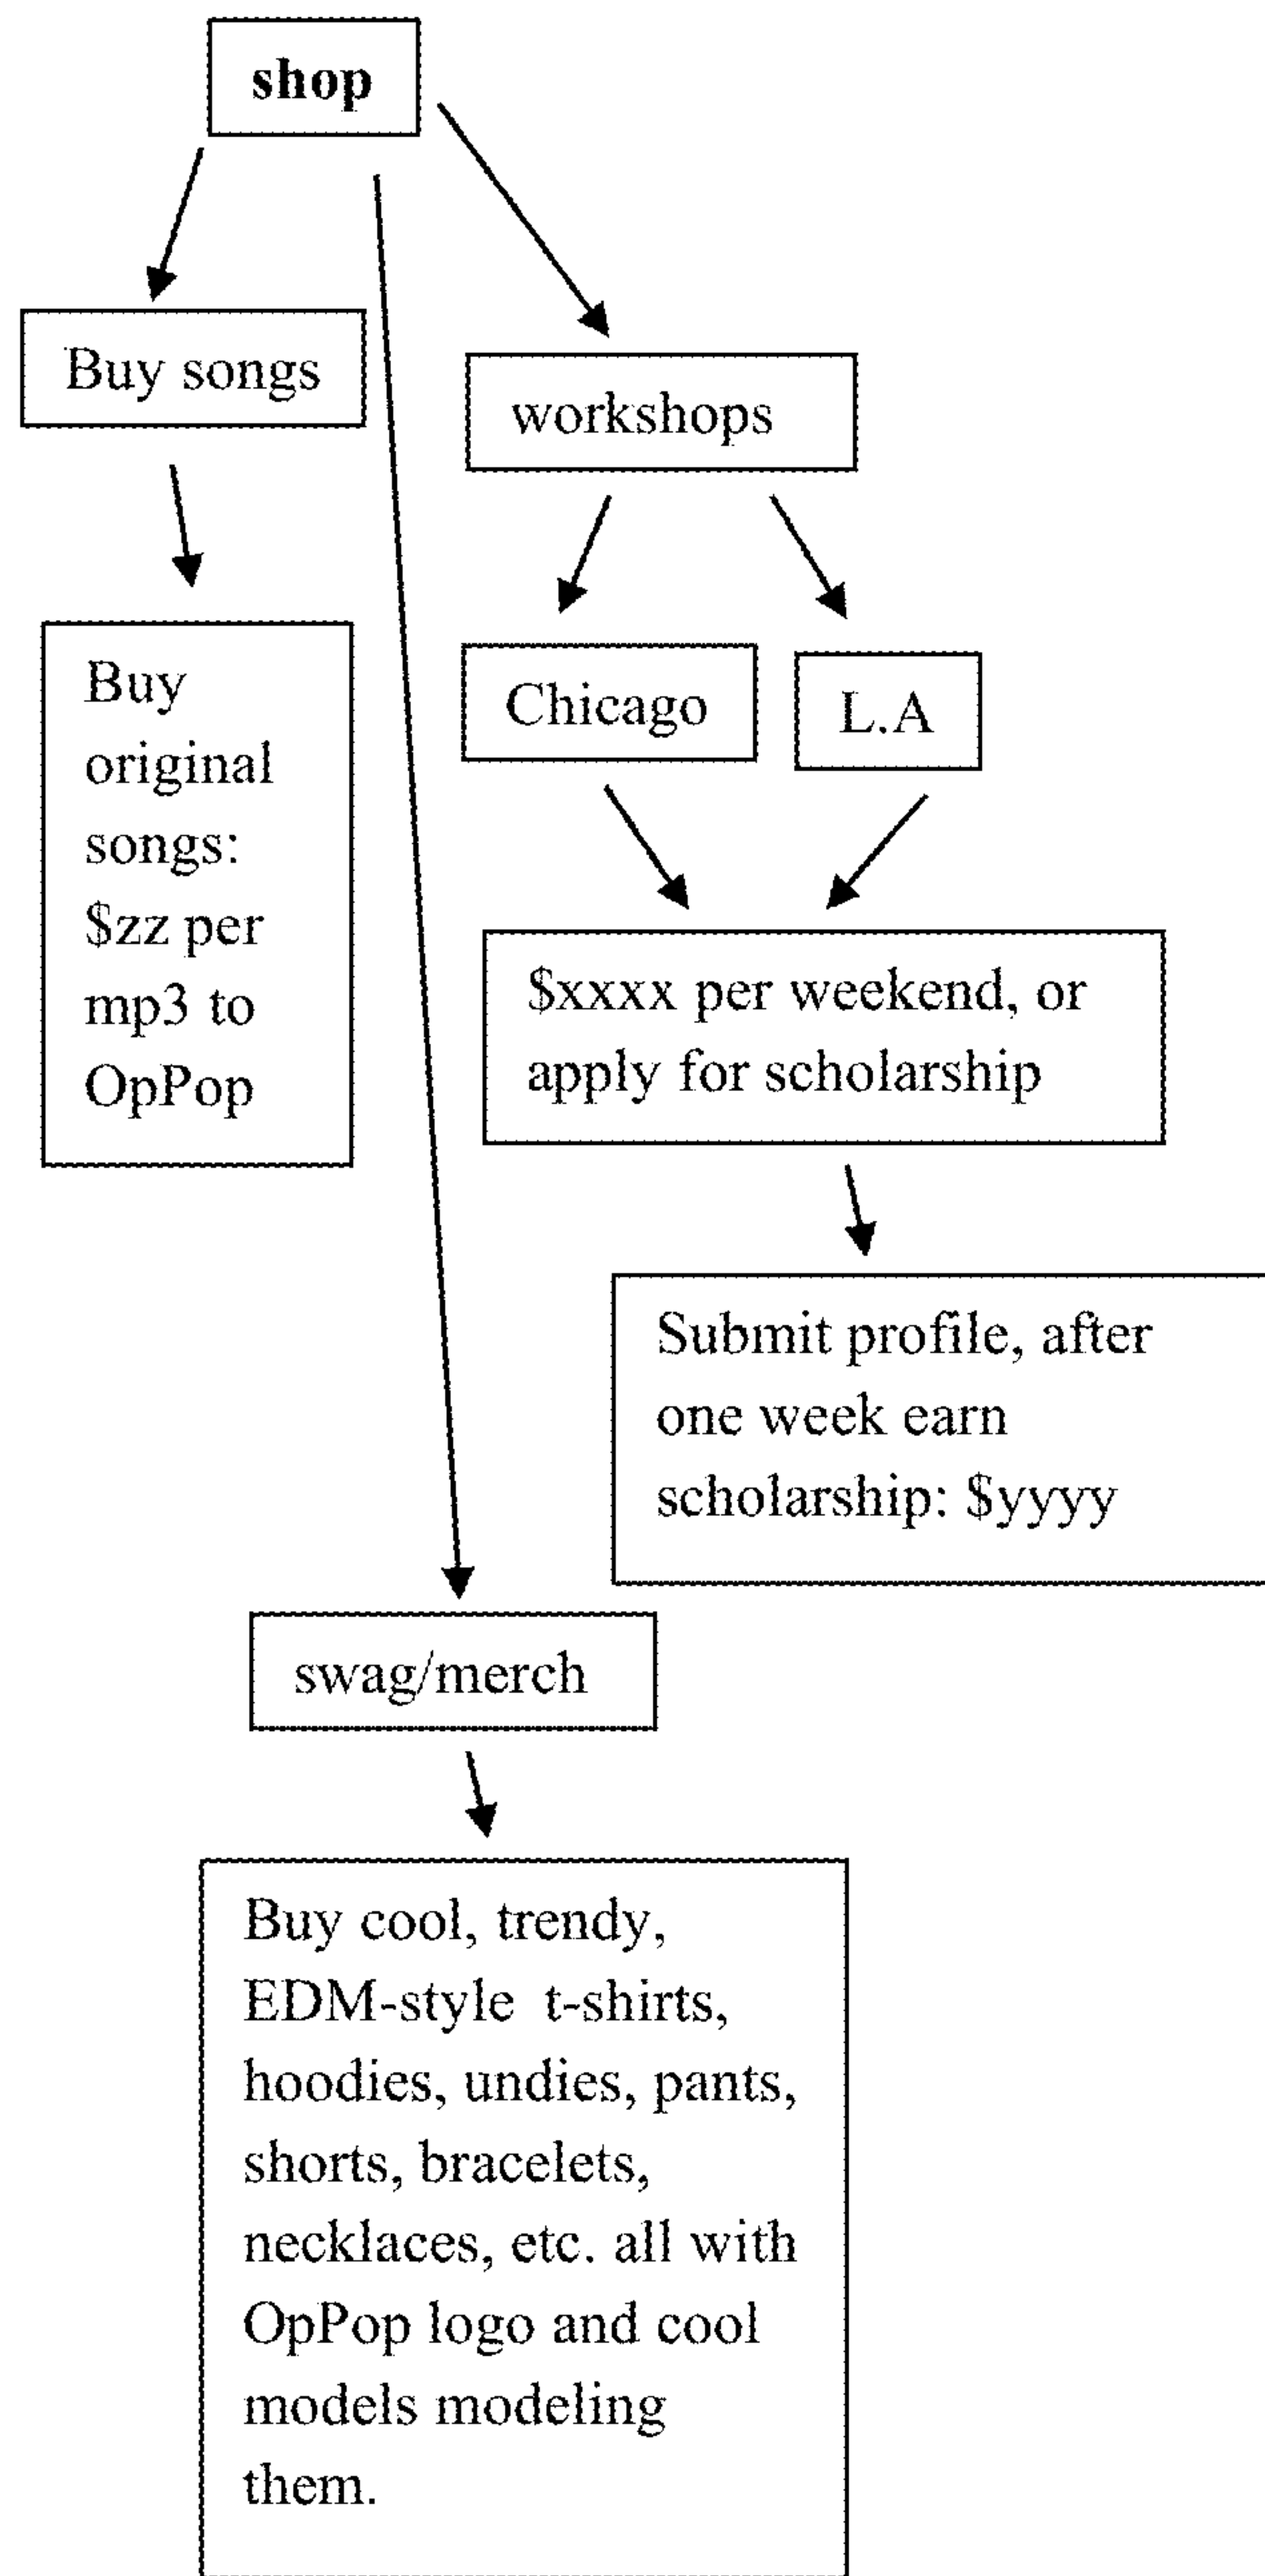 shop
Buy songs
workshops
Buy
original
songs:
$zz per
mp3 to
OpPop
Chicago
L.A
$xxxx per weekend, or
apply for scholarship
Submit profile, after
one week earn
scholarship: $yyyy
swag/merch
Buy cool, trendy,
EDM-style t-shirts,
hoodies, undies, pants,
shorts, bracelets,
necklaces, etc. all with
OpPop logo and cool
models modeling
them.